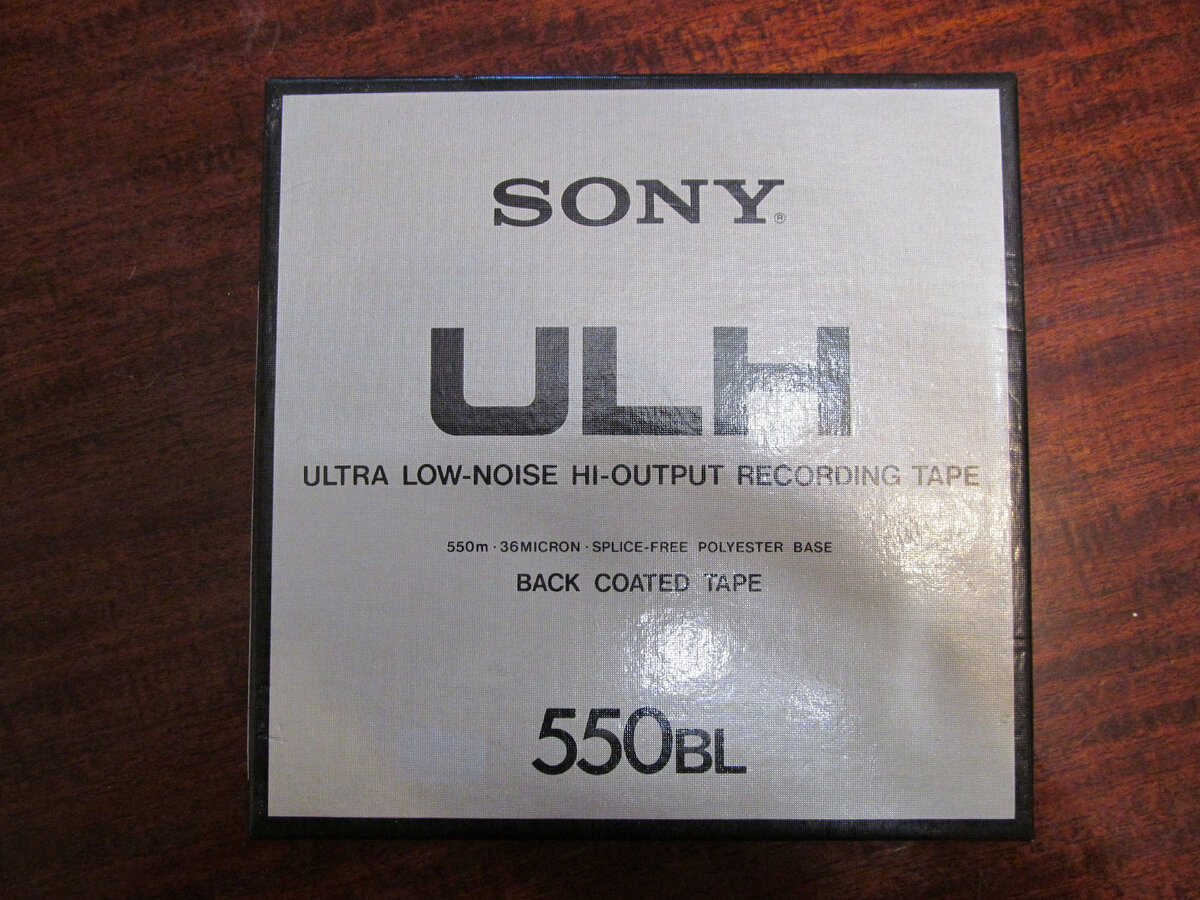 SONY®
ULH
ULTRA LOW-NOISE HI-OUTPUT RECORDING TAPE
550m · 36MICRON · SPLICE-FREE POLYESTER BASE
BACK COATED TAPE
550BL